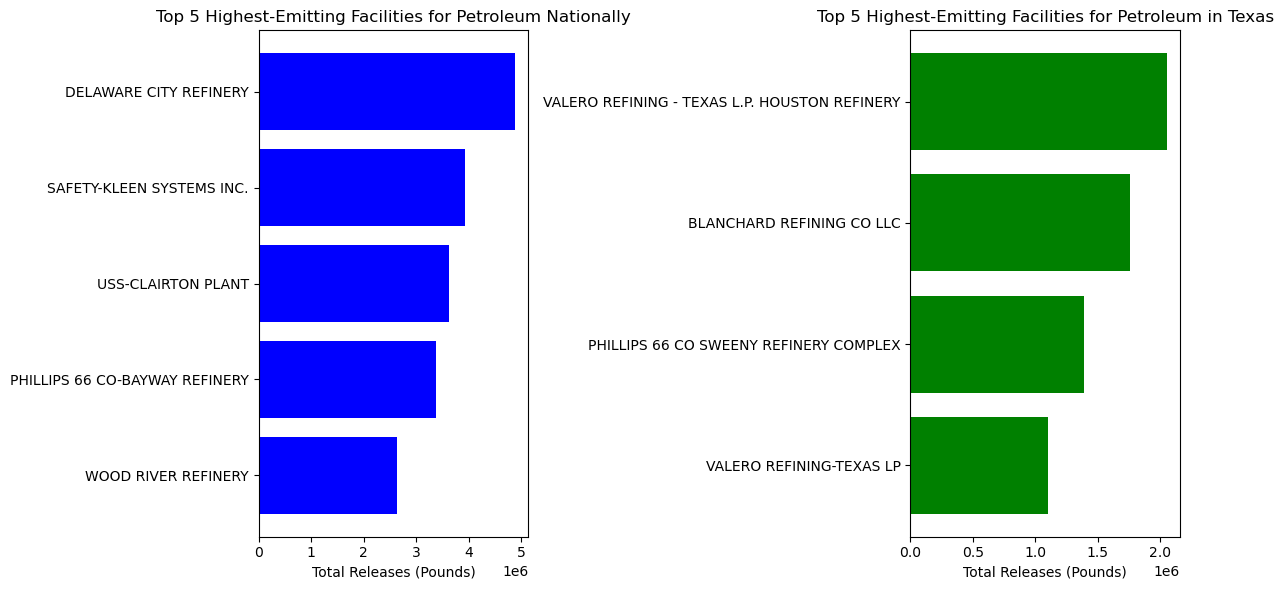 Top 5 Highest-Emitting Facilities for Petroleum Nationally
DELAWARE CITY REFINERY
SAFETY-KLEEN SYSTEMS INC.
USS-CLAIRTON PLANT
PHILLIPS 66 CO-BAYWAY REFINERY
WOOD RIVER REFINERY
0 1 2 3 4 5
Total Releases (Pounds) 1e6
Top 5 Highest-Emitting Facilities for Petroleum in Texas
VALERO REFINING - TEXAS L.P. HOUSTON REFINERY
BLANCHARD REFINING CO LLC
PHILLIPS 66 CO SWEENY REFINERY COMPLEX
VALERO REFINING-TEXAS LP
0.0 0.5 1.0 1.5 2.0
Total Releases (Pounds) 1e6